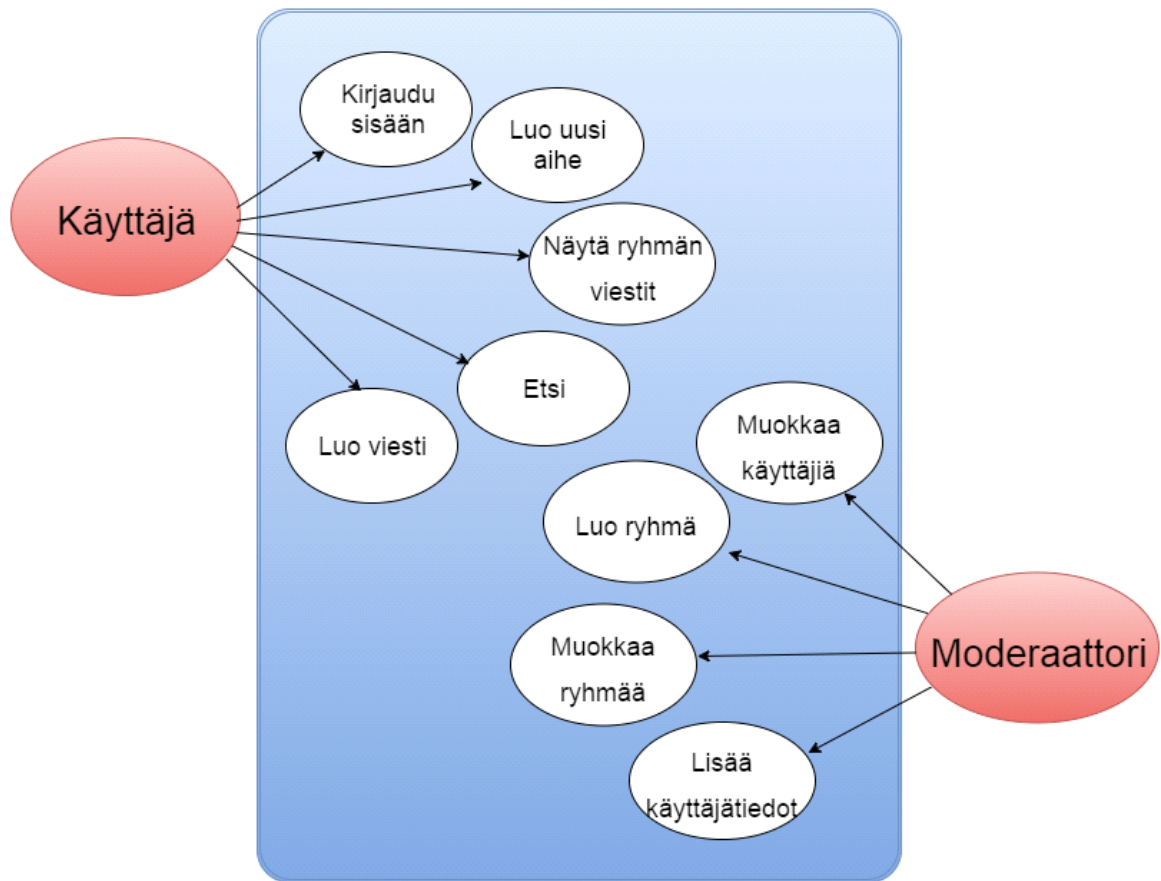 Kirjaudu
sisään
Luo uusi
aihe
Käyttäjä
Näytä ryhmän
viestit
Etsi
Luo viesti
Muokkaa
käyttäjiä
Luo ryhmä
Muokkaa
ryhmää
Moderaattori
Lisää
käyttäjätiedot